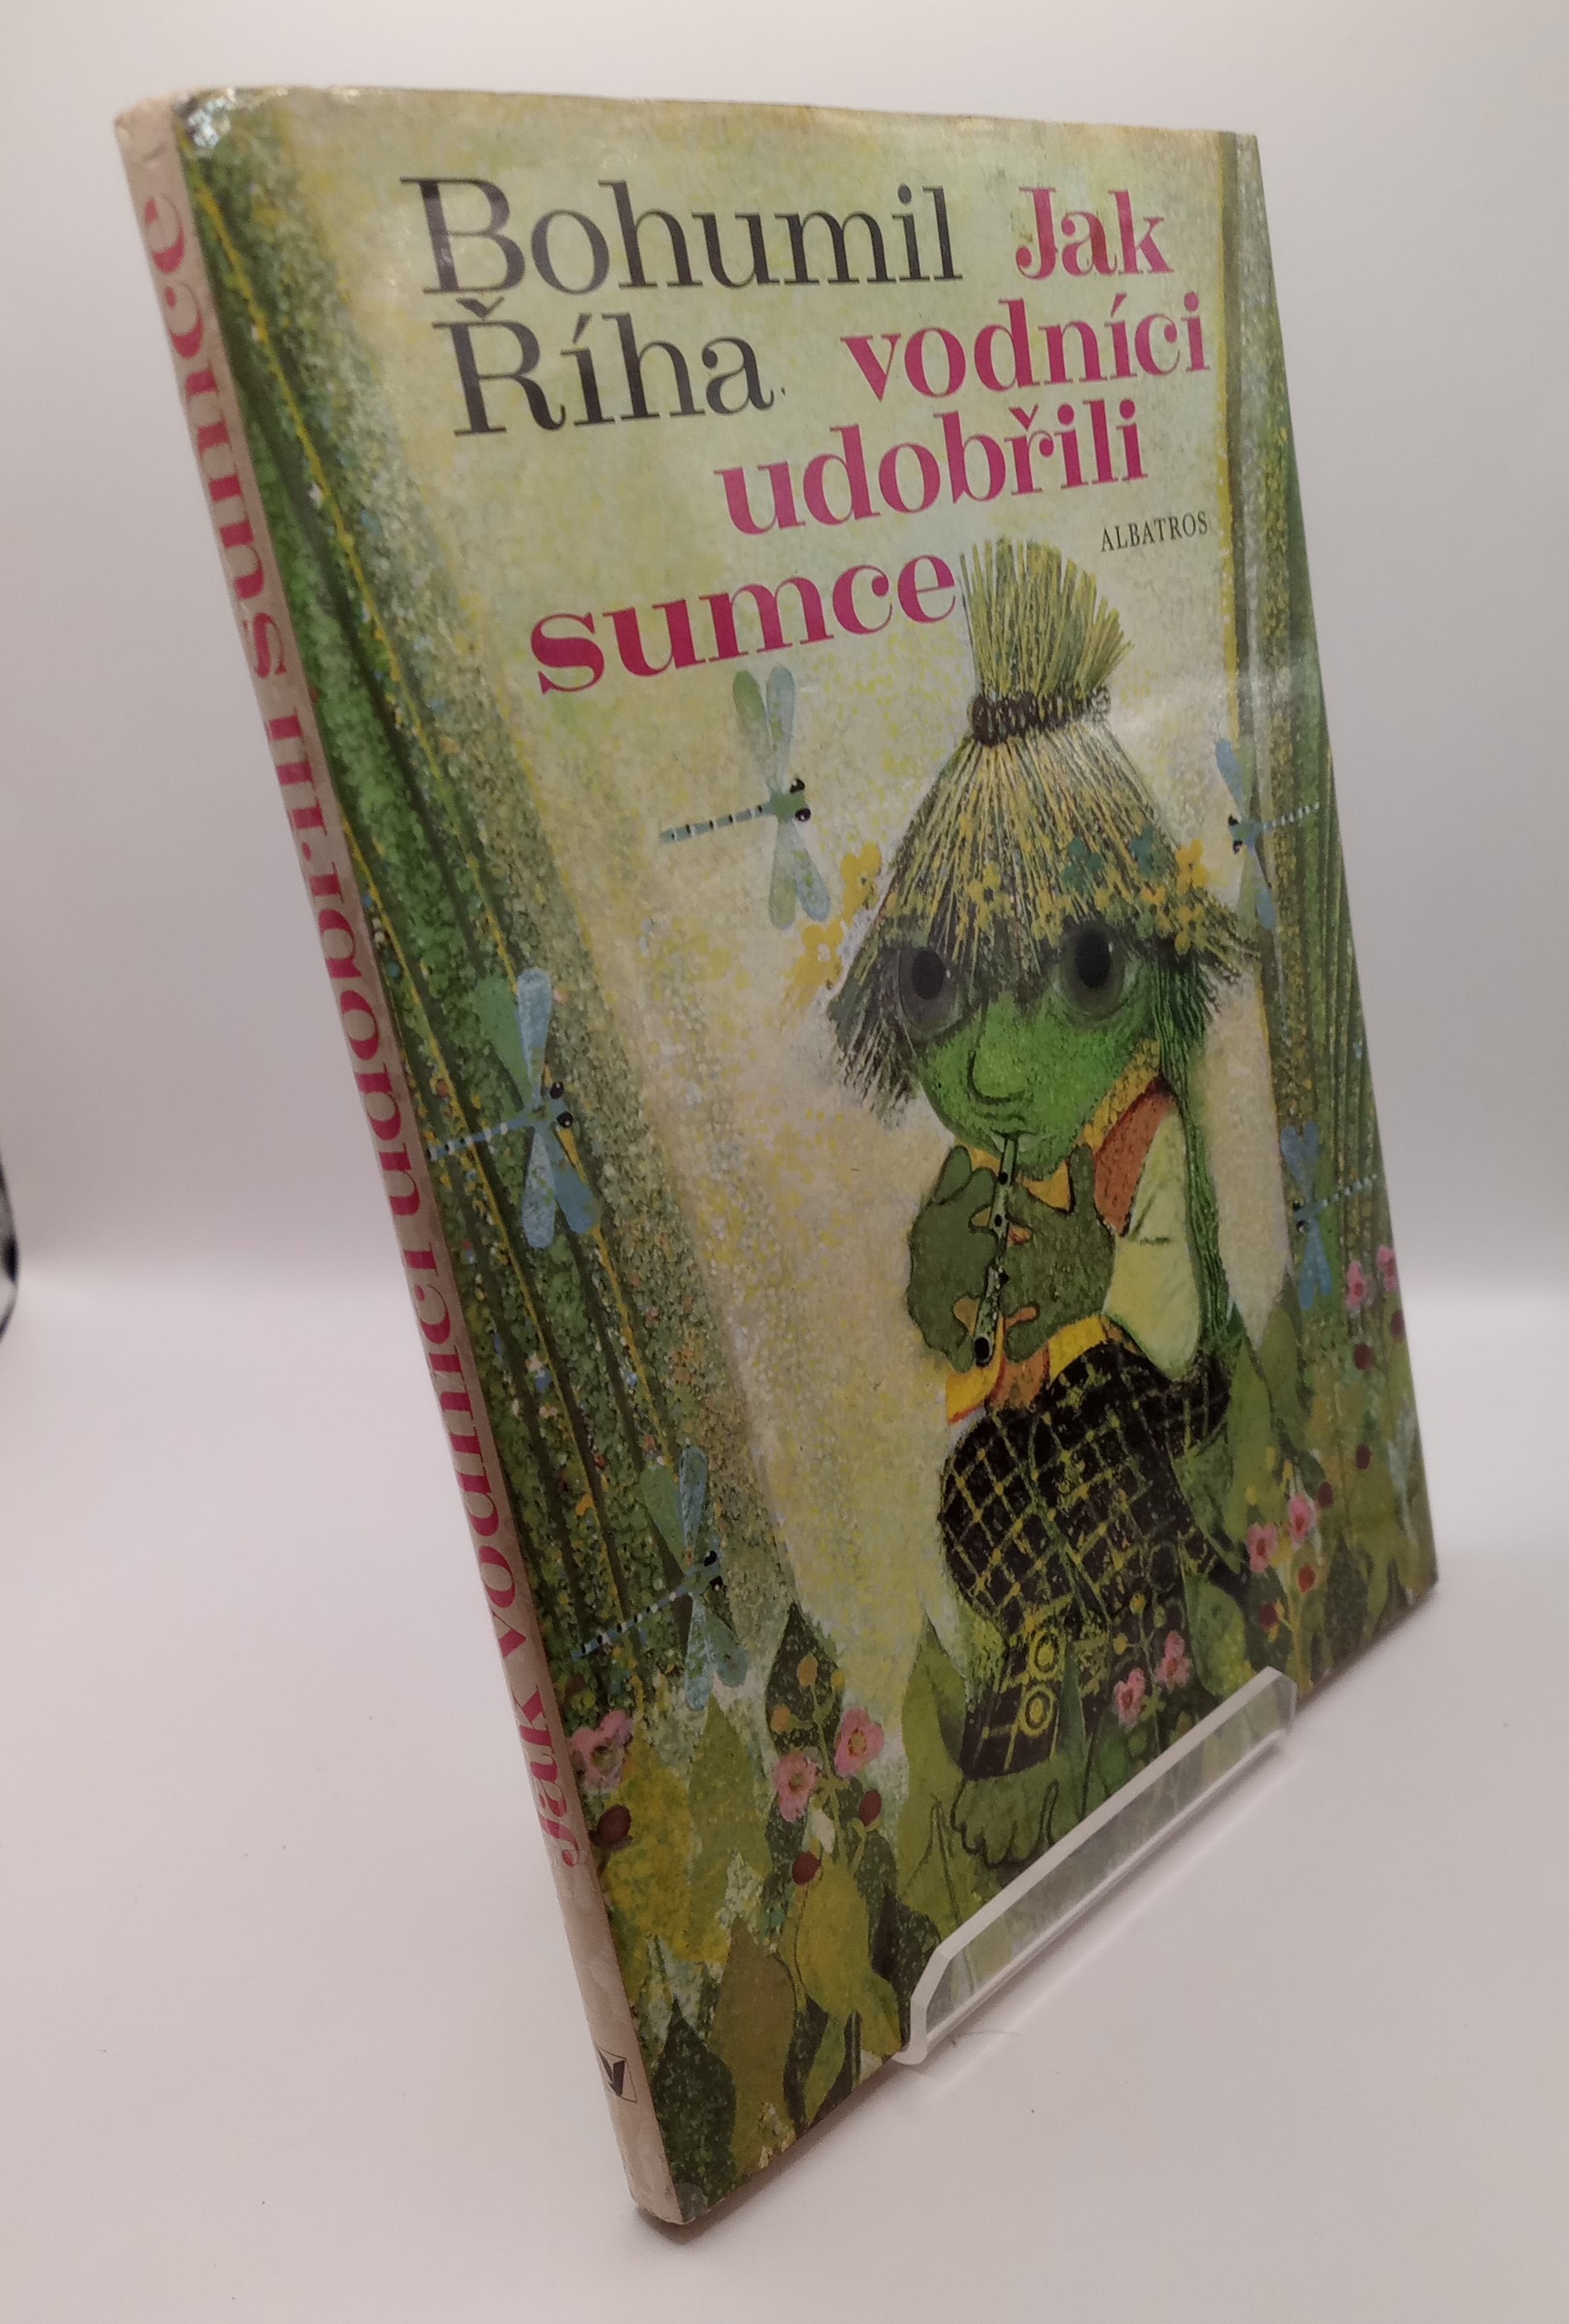 Bohumil
Říha
Jak
vodníci
udobřili
sumce
ALBATROS
Jak vodníci udobřili sumce